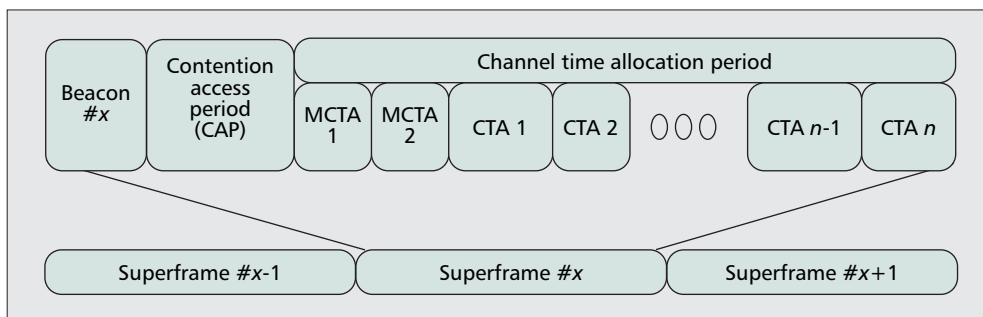 Beacon
#x
Contention
access
period
(CAP)
Channel time allocation period
MCTA
1
MCTA
2
CTA 1
CTA 2
CTA n-1
CTA n
Superframe #x-1
Superframe #x
Superframe #x+1